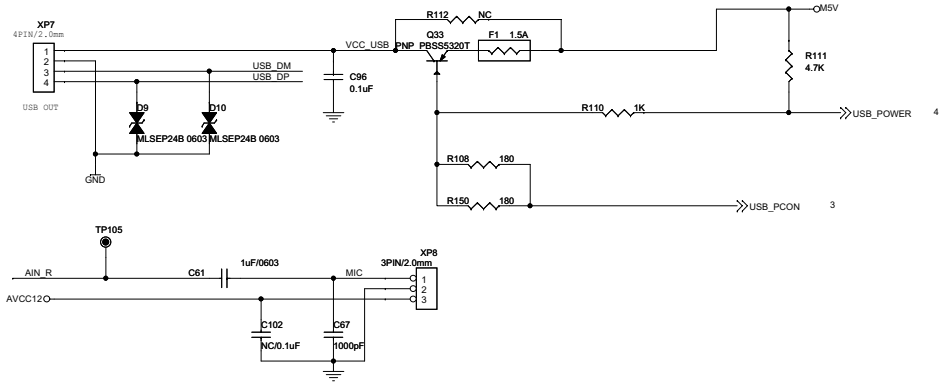 XP7
4PIN/2.0mm
1
2
3
4
USB OUT
VCC_USB
USB_DM
USB_DP
C96
0.1uF
D9
D10
MLSEP24B 0603
MLSEP24B 0603
GND
R112 NC
Q33
PNP PBSS5320T
F1 1.5A
M5V
R111
4.7K
R110 1K
USB_POWER 4
R108 180
R150 180
USB_PCON 3
TP105
AIN_R
C61
1uF/0603
MIC
XP8
3PIN/2.0mm
1
2
3
AVCC12
C102
NC/0.1uF
C67
1000pF